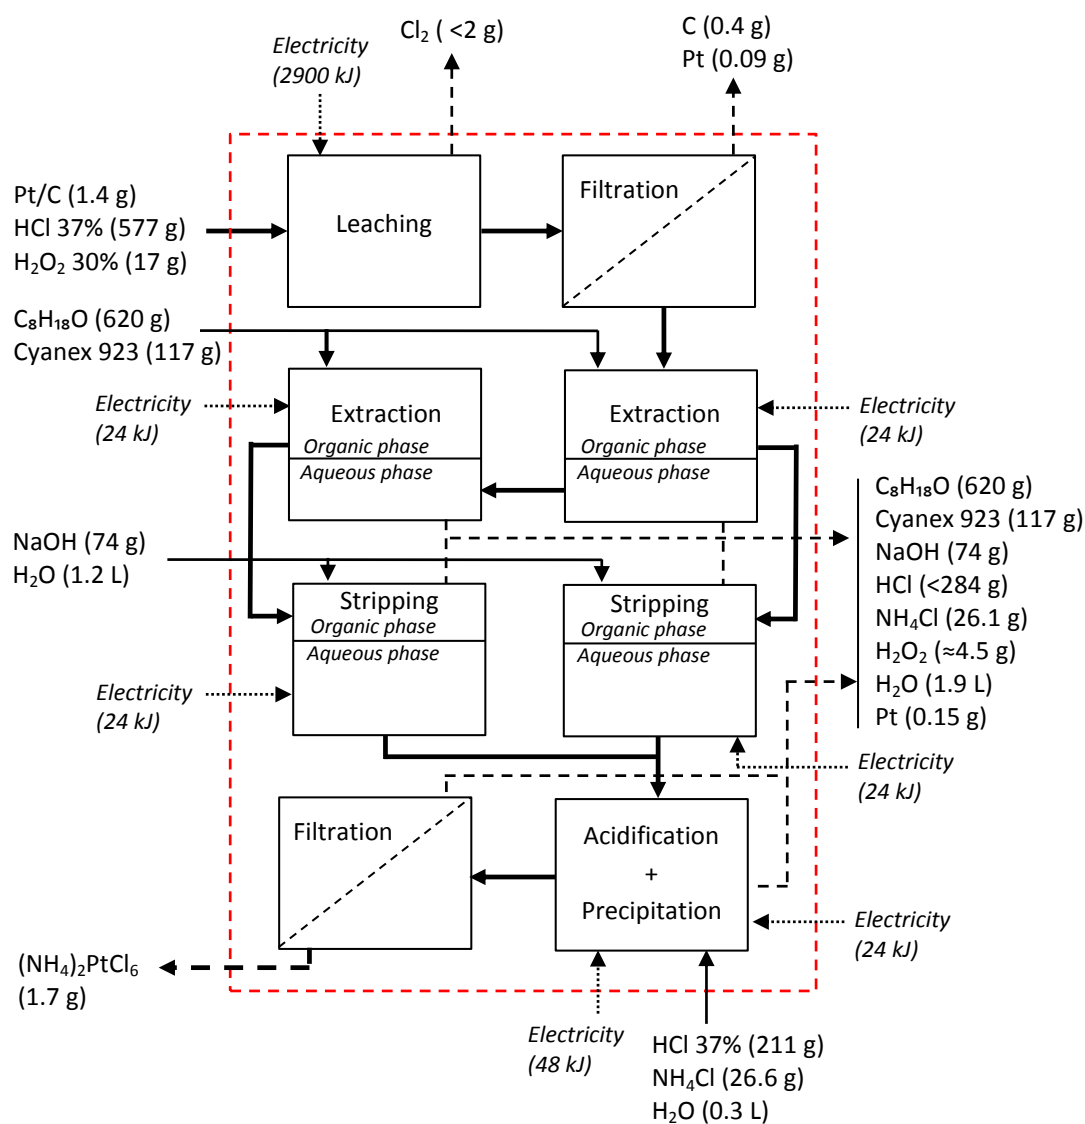 Cl₂ ( <2 g)
C (0.4 g)
Pt (0.09 g)
Electricity
(2900 kJ)
Pt/C (1.4 g)
HCl 37% (577 g)
H₂O₂ 30% (17 g)
Leaching
Filtration
C₈H₁₈O (620 g)
Cyanex 923 (117 g)
Electricity
(24 kJ)
Extraction
Organic phase
Aqueous phase
Extraction
Organic phase
Aqueous phase
Electricity
(24 kJ)
C₈H₁₈O (620 g)
Cyanex 923 (117 g)
NaOH (74 g)
HCl (<284 g)
NH₄Cl (26.1 g)
H₂O₂ (≈4.5 g)
H₂O (1.9 L)
Pt (0.15 g)
NaOH (74 g)
H₂O (1.2 L)
Stripping
Organic phase
Aqueous phase
Stripping
Organic phase
Aqueous phase
Electricity
(24 kJ)
Electricity
(24 kJ)
Filtration
Acidification
+
Precipitation
Electricity
(24 kJ)
(NH₄)₂PtCl₆
(1.7 g)
Electricity
(48 kJ)
HCl 37% (211 g)
NH₄Cl (26.6 g)
H₂O (0.3 L)